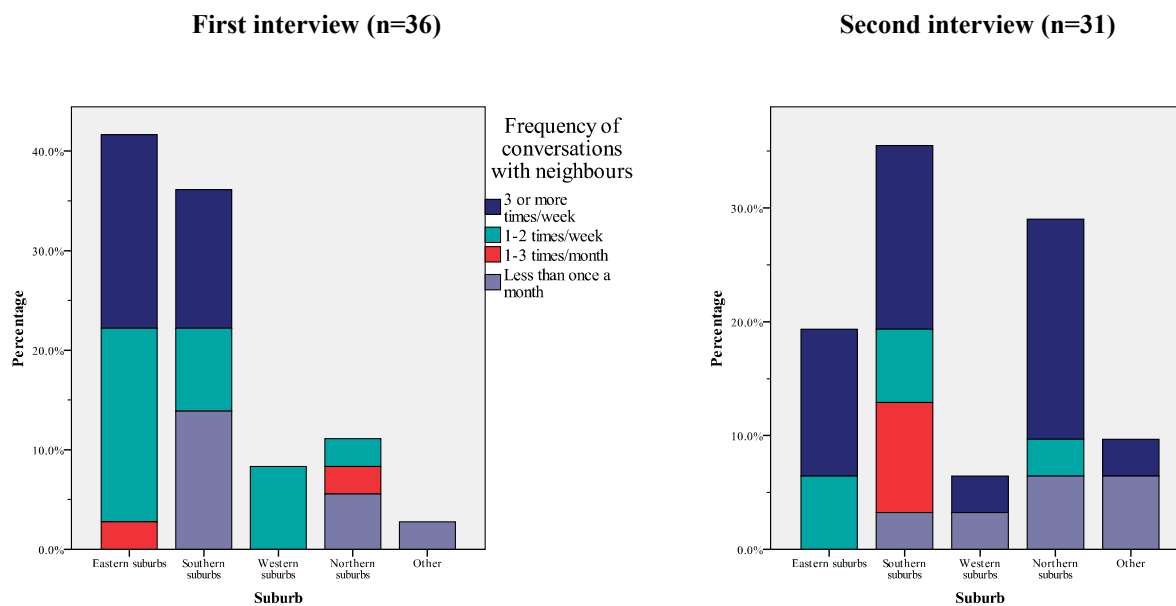 First interview (n=36)
Second interview (n=31)
40.0%
30.0%
20.0%
10.0%
0.0%
Percentage
Eastern suburbs
Southern
suburbs
Western
suburbs
Northern
suburbs
Other
Suburb
Frequency of
conversations
with neighbours
3 or more
times/week
1-2 times/week
1-3 times/month
Less than once a
month
30.0%
20.0%
10.0%
0.0%
Percentage
Eastern suburbs
Southern
suburbs
Western
suburbs
Northern
suburbs
Other
Suburb